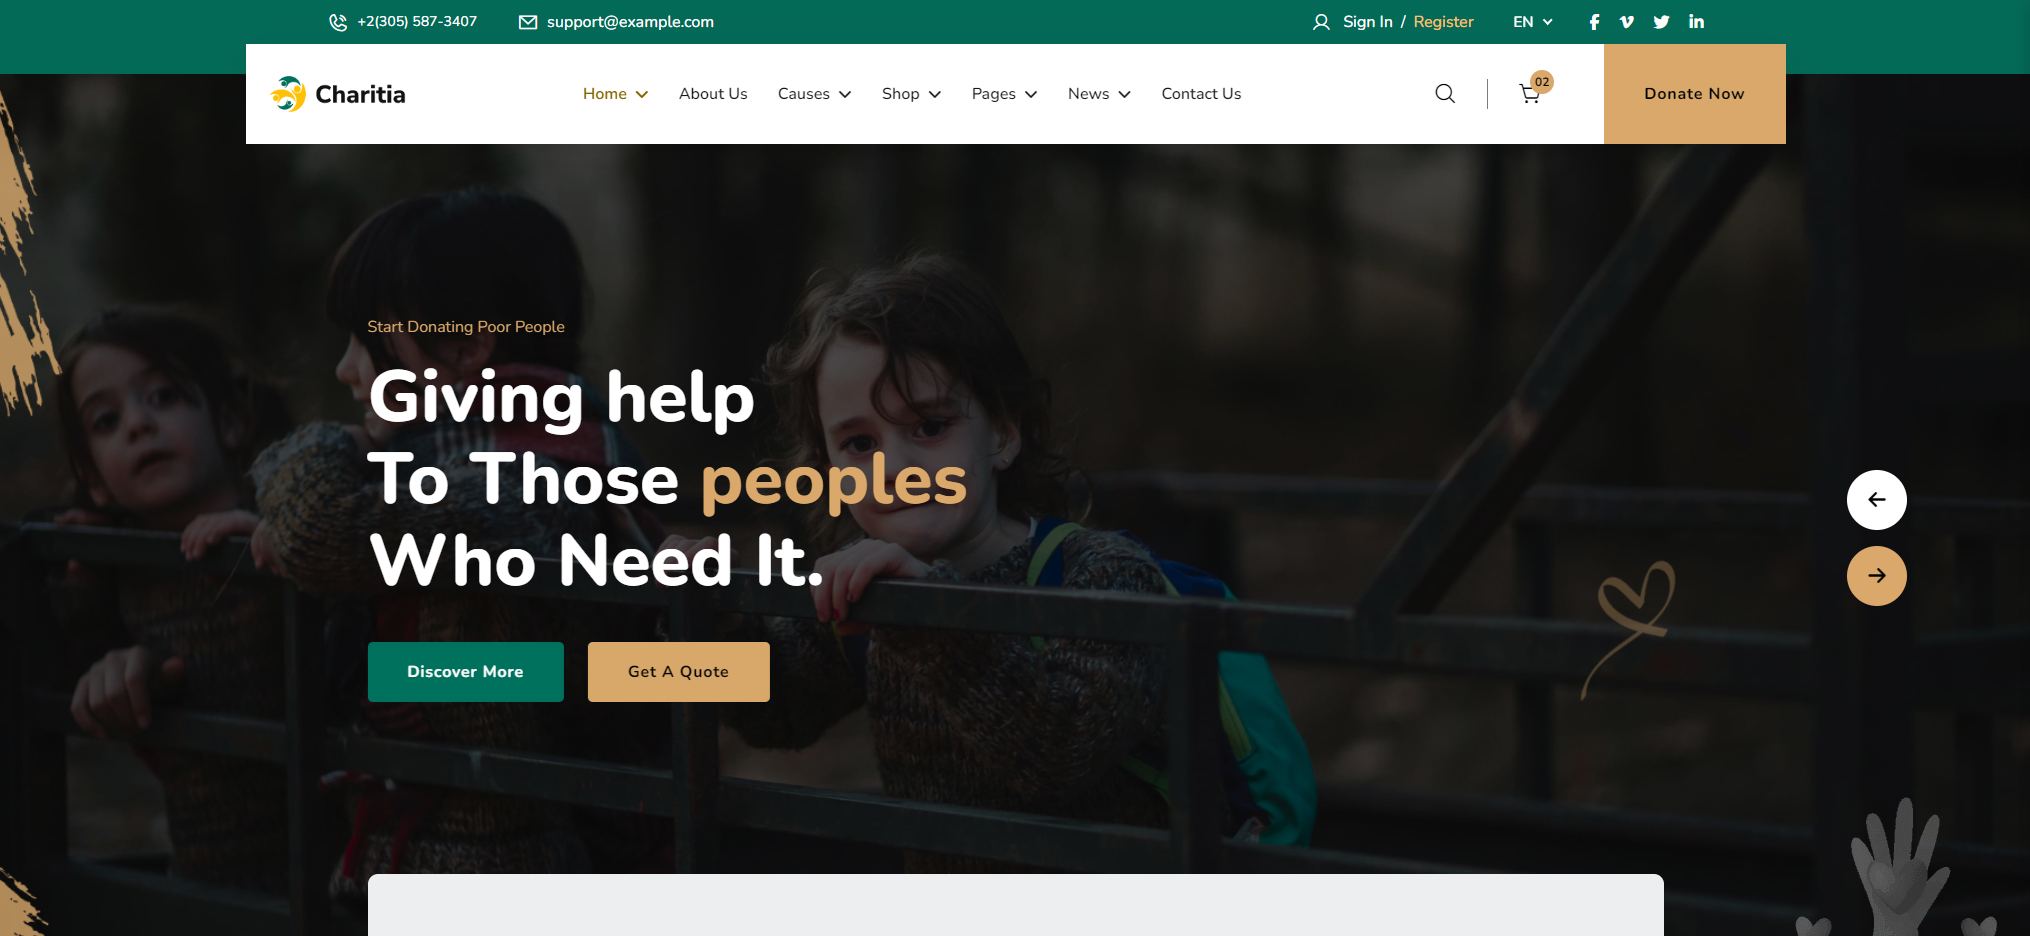 +2(305) 587-3407
support@example.com
Sign In / Register
EN
Charitia
Home
About Us
Causes
Shop
Pages
News
Contact Us
02
Donate Now
Start Donating Poor People
Giving help
To Those peoples
Who Need It.
Discover More
Get A Quote